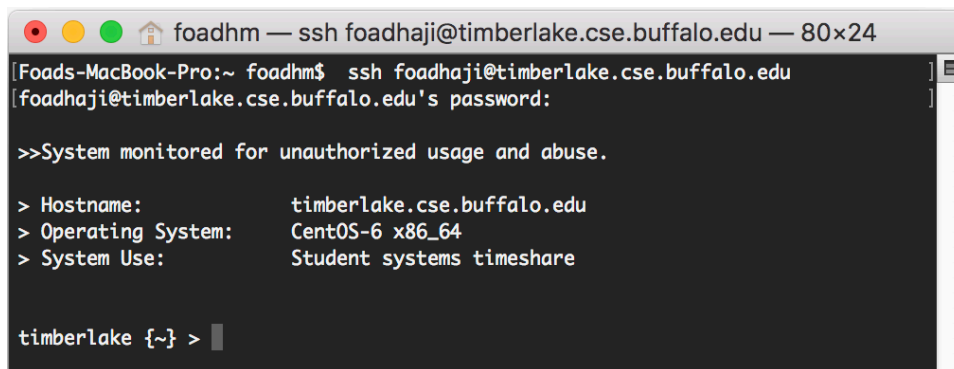 foadhm — ssh foadhaji@timberlake.cse.buffalo.edu — 80×24
[Foads-MacBook-Pro:~ foadhm$  ssh foadhaji@timberlake.cse.buffalo.edu ]
[foadhaji@timberlake.cse.buffalo.edu's password: ]
>>System monitored for unauthorized usage and abuse.
> Hostname:             timberlake.cse.buffalo.edu
> Operating System:     CentOS-6 x86_64
> System Use:           Student systems timeshare
timberlake {~} >